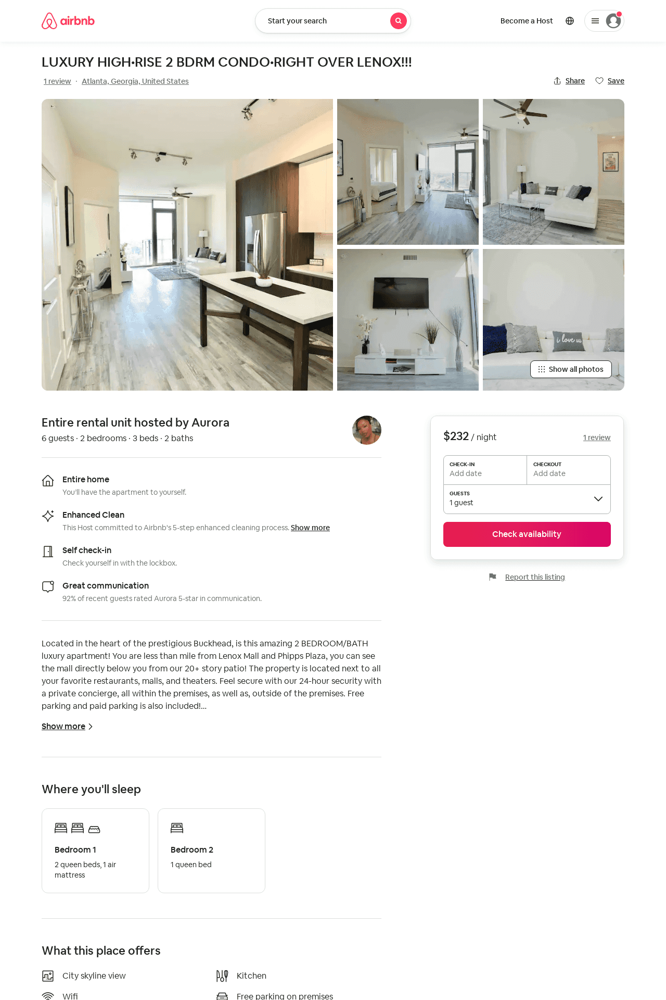 airbnb
Start your search
Become a Host
LUXURY HIGH•RISE 2 BDRM CONDO•RIGHT OVER LENOX!!!
1 review · Atlanta, Georgia, United States
Share
Save
i love us
i love us
Show all photos
Entire rental unit hosted by Aurora
6 guests · 2 bedrooms · 3 beds · 2 baths
$232 / night
1 review
CHECK-IN
Add date
CHECKOUT
Add date
GUESTS
1 guest
Check availability
Report this listing
Entire home
You’ll have the apartment to yourself.
Enhanced Clean
This Host committed to Airbnb's 5-step enhanced cleaning process. Show more
Self check-in
Check yourself in with the lockbox.
Great communication
92% of recent guests rated Aurora 5-star in communication.
Located in the heart of the prestigious Buckhead, is this amazing 2 BEDROOM/BATH
luxury apartment! You are less than mile from Lenox Mall and Phipps Plaza, you can see
the mall directly below you from our 20+ story patio! The property is located next to all
your favorite restaurants, malls, and theaters. Feel secure with our 24-hour security with
a private concierge, all within the premises, as well as, outside of the premises. Free
parking and paid parking is also included!...
Show more
Where you'll sleep
Bedroom 1
2 queen beds, 1 air
mattress
Bedroom 2
1 queen bed
What this place offers
City skyline view
Kitchen
Wifi
Free parking on premises